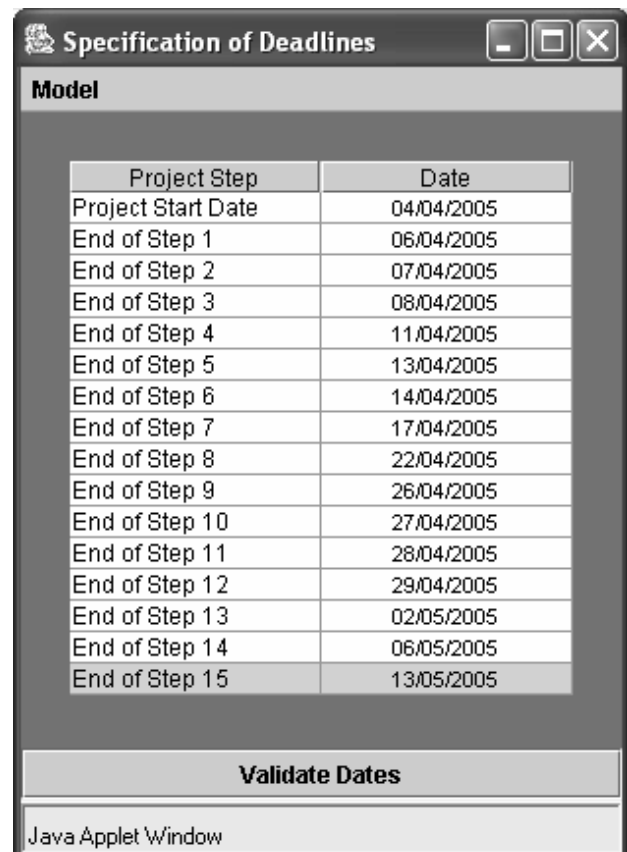 Specification of Deadlines
Model
Project Step Date
Project Start Date 04/04/2005
End of Step 1 06/04/2005
End of Step 2 07/04/2005
End of Step 3 08/04/2005
End of Step 4 11/04/2005
End of Step 5 13/04/2005
End of Step 6 14/04/2005
End of Step 7 17/04/2005
End of Step 8 22/04/2005
End of Step 9 26/04/2005
End of Step 10 27/04/2005
End of Step 11 28/04/2005
End of Step 12 29/04/2005
End of Step 13 02/05/2005
End of Step 14 06/05/2005
End of Step 15 13/05/2005
Validate Dates
Java Applet Window